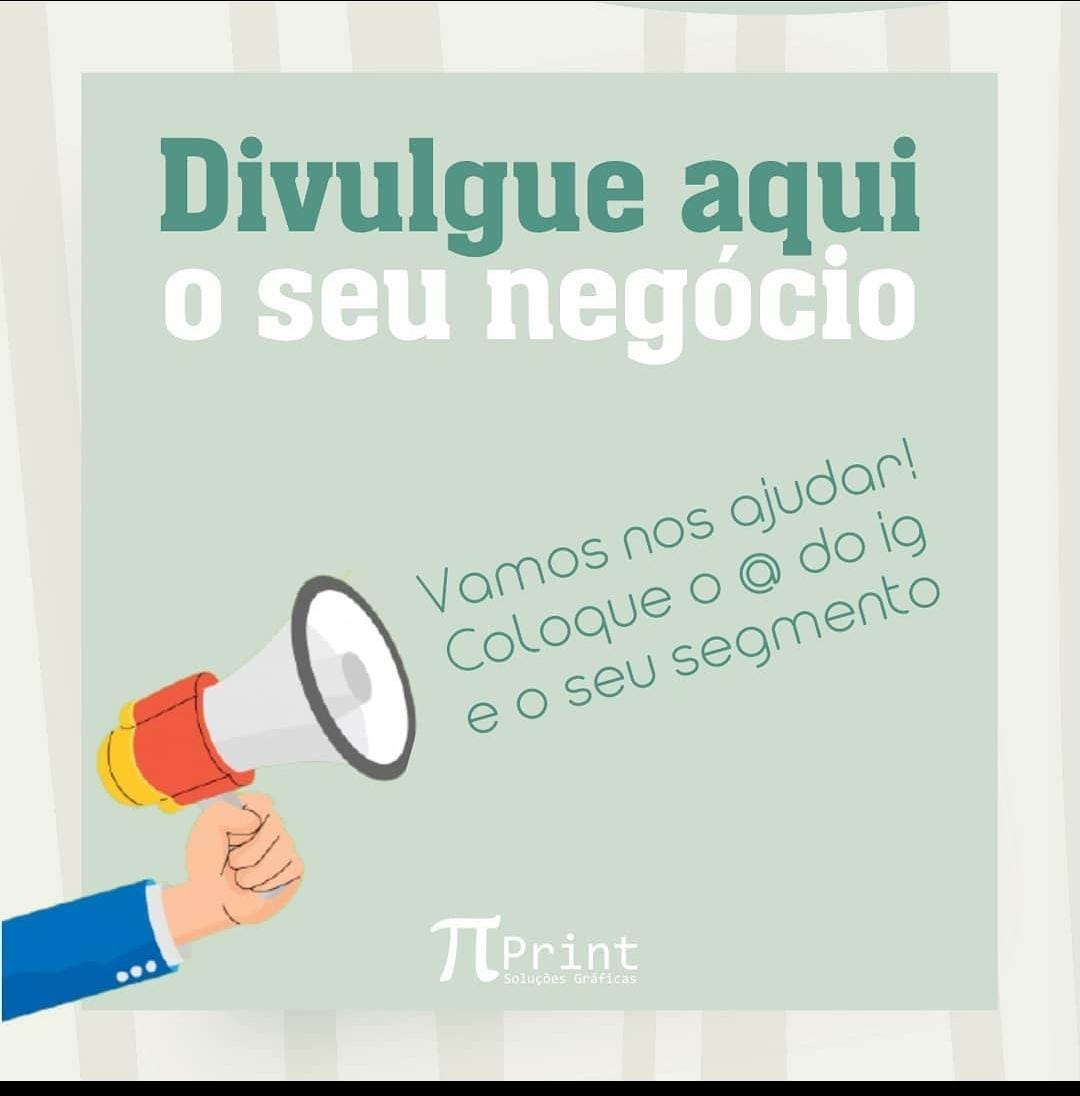 Divulgue aqui
o seu negócio
Vamos nos ajudar!
Coloque o @ do ig
e o seu segmento
πPrint
Soluções Gráficas